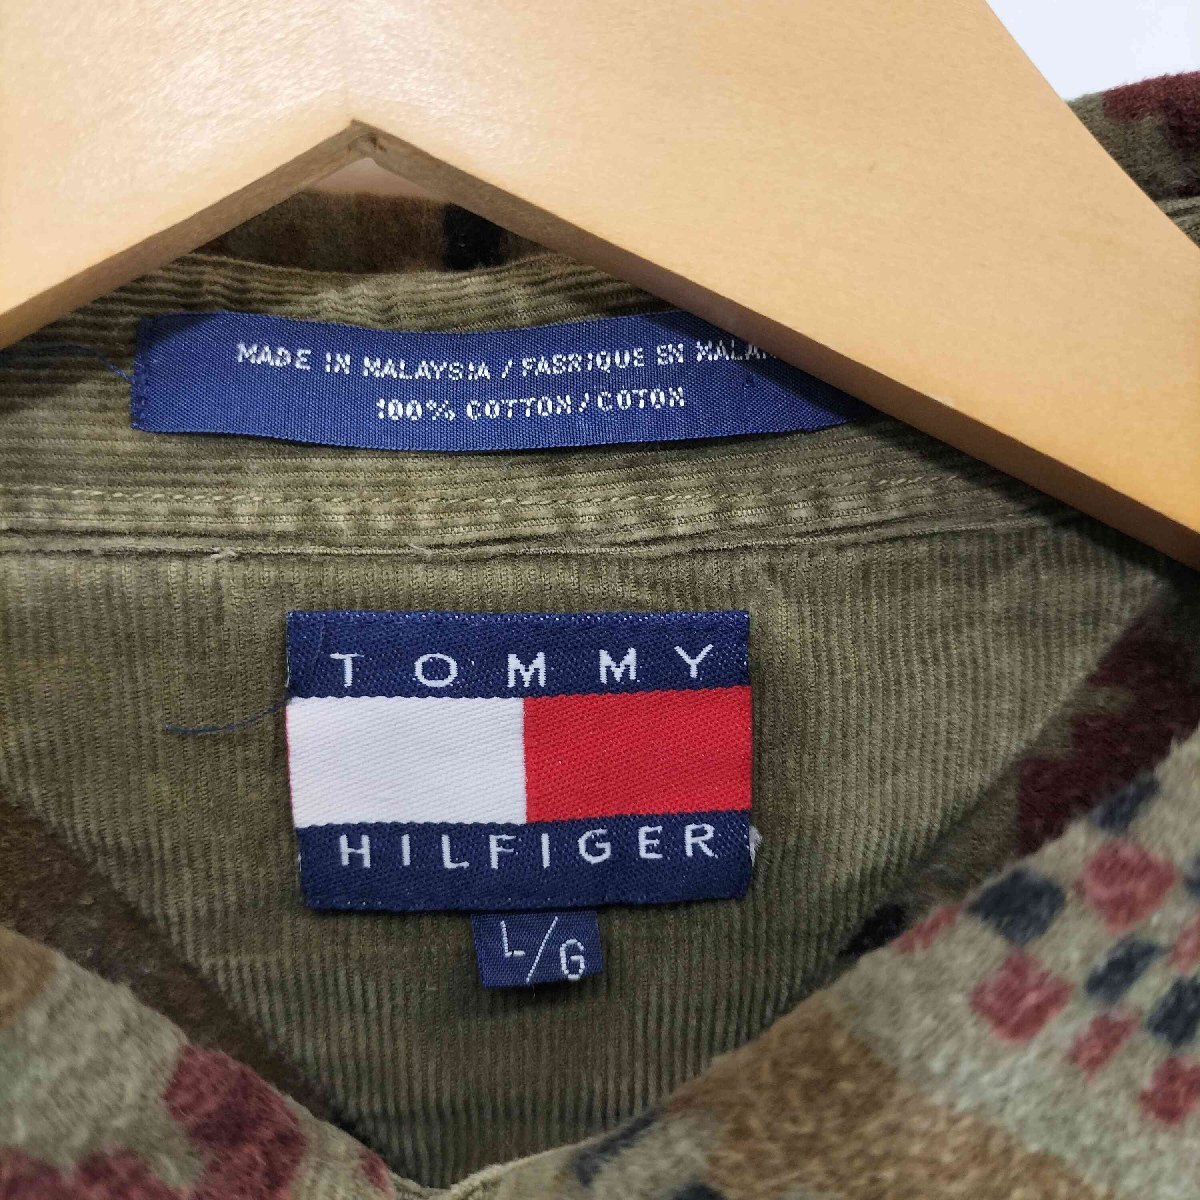 MADE IN MALAYSIA / FABRIQUE EN
100% COTTON / COTON
TOMMY
HILFIGER
L/G